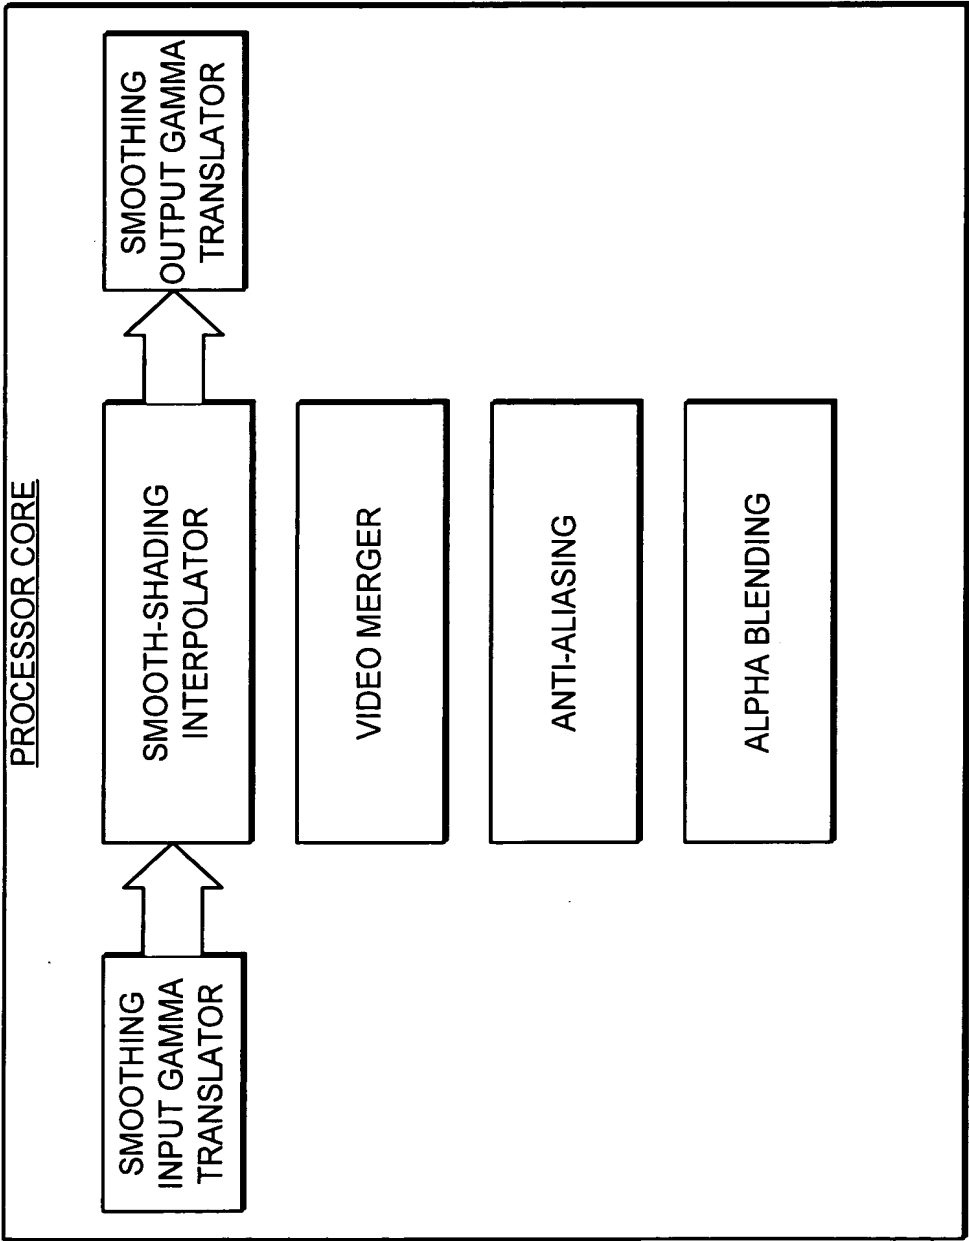 PROCESSOR CORE
SMOOTHING
INPUT GAMMA
TRANSLATOR
SMOOTH-SHADING
INTERPOLATOR
SMOOTHING
OUTPUT GAMMA
TRANSLATOR
VIDEO MERGER
ANTI-ALIASING
ALPHA BLENDING